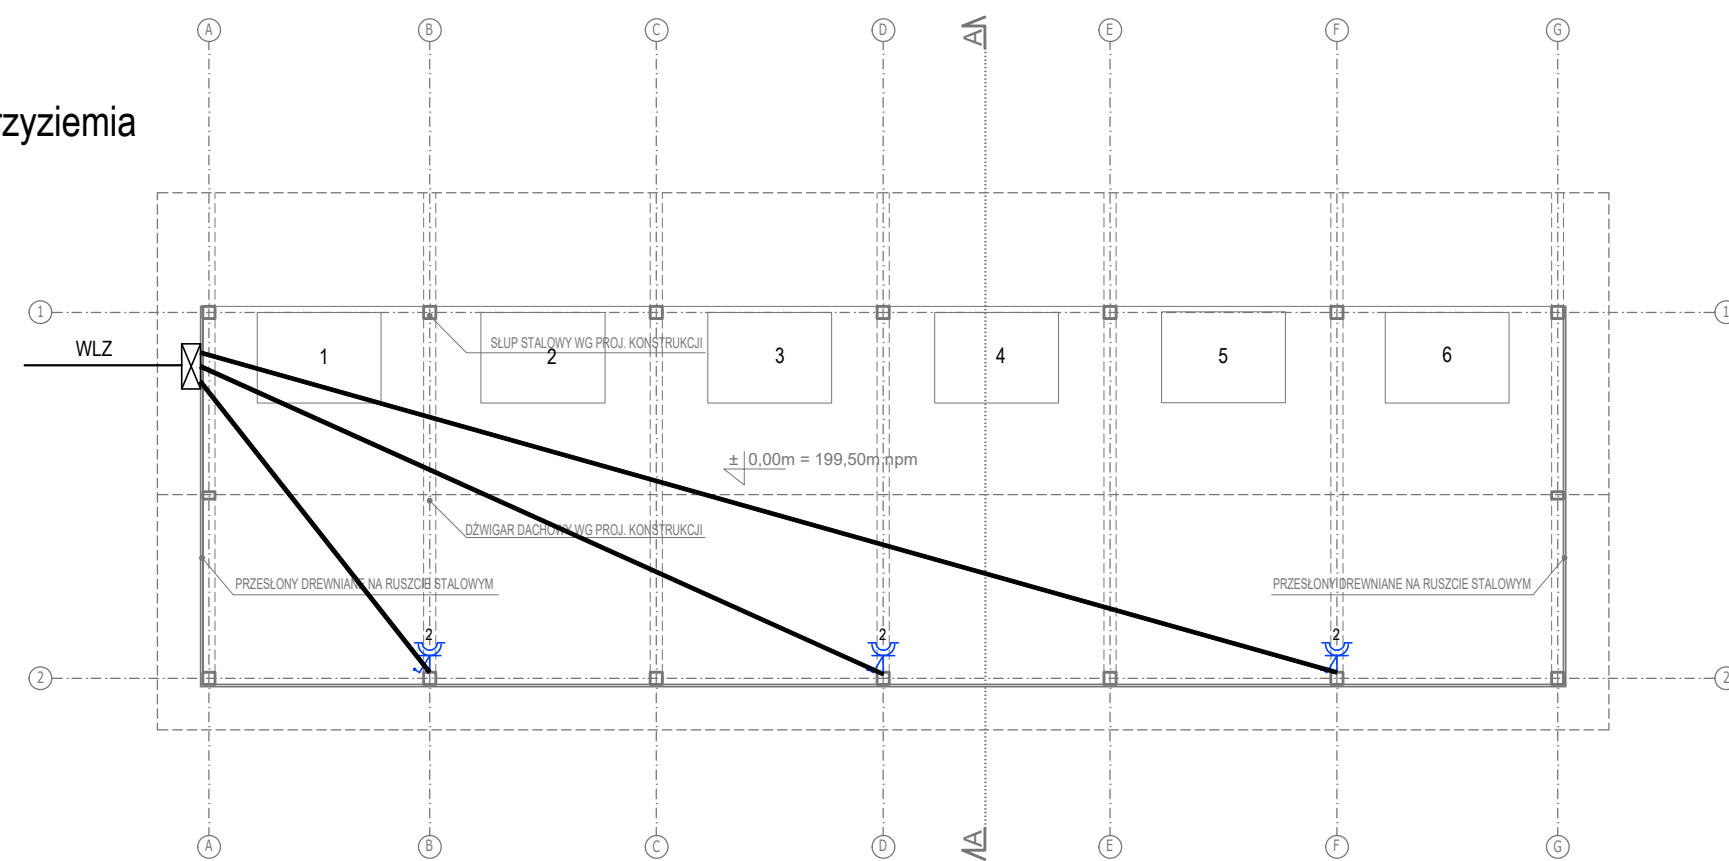 A B C D A E F G
rzyziemia
1 1
WLZ
SŁUP STALOWY WG PROJ. KONSTRUKCJI
1 2 3 4 5 6
± 0,00m = 199,50m npm
DŹWIGAR DACHOWY WG PROJ. KONSTRUKCJI
PRZESŁONY DREWNIANE NA RUSZCIE STALOWYM PRZESŁONY DREWNIANE NA RUSZCIE STALOWYM
2 2 2
2 2
A B C D A E F G